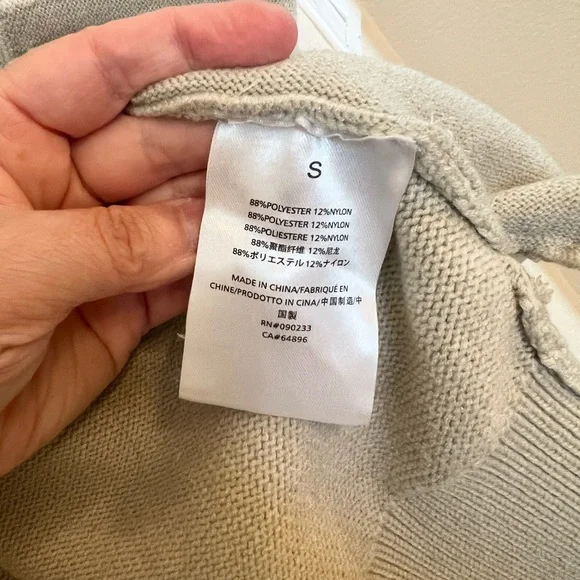 S
88%POLYESTER 12%NYLON
88%POLYESTER 12%NYLON
88%POLIESTERE 12%NYLON
88%聚酯纤维 12%尼龙
88%ポリエステル 12%ナイロン
MADE IN CHINA/FABRIQUÉ EN
CHINE/PRODOTTO IN CINA/中国制造/中
国製
RN#090233
CA#64896